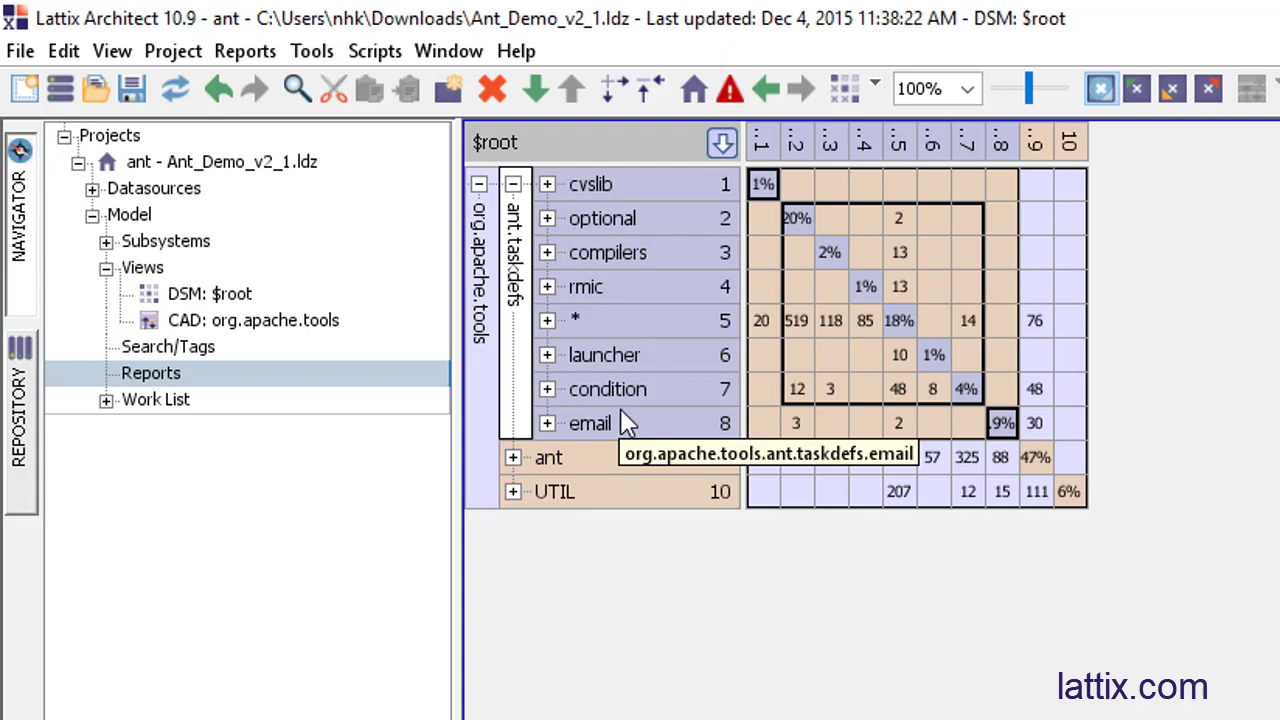 Lattix Architect 10.9 - ant - C:\Users\nhk\Downloads\Ant_Demo_v2_1.ldz - Last updated: Dec 4, 2015 11:38:22 AM - DSM: $root
File Edit View Project Reports Tools Scripts Window Help
100%
NAVIGATOR
REPOSITORY
Projects
ant - Ant_Demo_v2_1.ldz
Datasources
Model
Subsystems
Views
DSM: $root
CAD: org.apache.tools
Search/Tags
Reports
Work List
$root ...1 ...2 ...3 ...4 ...5 ...6 ...7 ...8 ...9 10
org.apache.tools
ant.taskdefs
cvslib 1 1%
optional 2 20% 2
compilers 3 2% 13
rmic 4 1% 13
* 5 20 519 118 85 18% 14 76
launcher 6 10 1%
condition 7 12 3 48 8 4% 48
email 8 3 2 .9% 30
org.apache.tools.ant.taskdefs.email
ant 57 325 88 47%
UTIL 10 207 12 15 111 6%
lattix.com